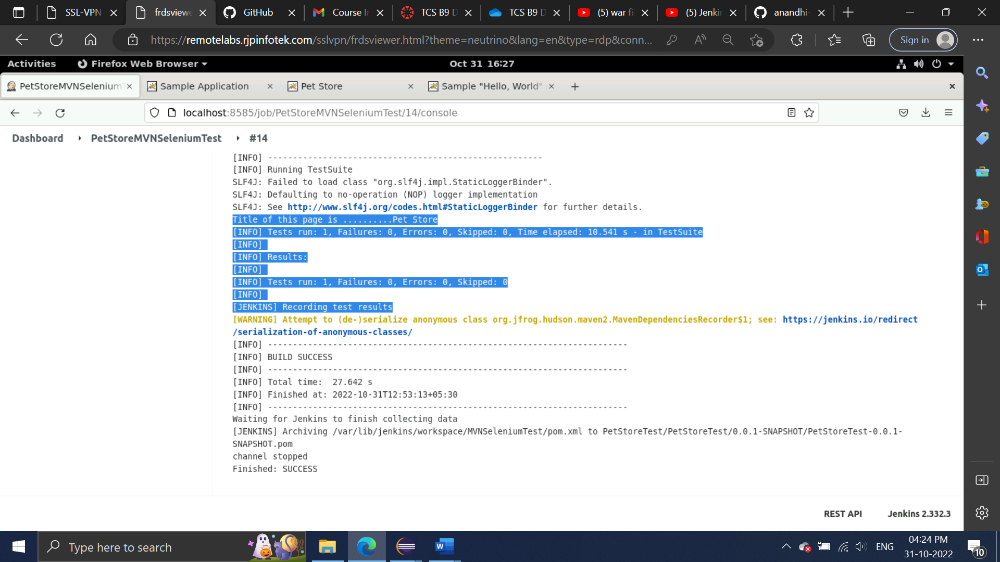 SSL-VPN
frdsviewe
GitHub
Course Ir
TCS B9 D
TCS B9 D
(5) war fi
(5) Jenkir
anandhi-
https://remotelabs.rjpinfotek.com/sslvpn/frdsviewer.html?theme=neutrino&lang=en&type=rdp&conn...
Sign in
Activities
Firefox Web Browser
Oct 31 16:27
PetStoreMVNSeleniumT
Sample Application
Pet Store
Sample "Hello, World"
localhost:8585/job/PetStoreMVNSeleniumTest/14/console
Dashboard
PetStoreMVNSeleniumTest
#14
[INFO] -------------------------------------------------------
[INFO] Running TestSuite
SLF4J: Failed to load class "org.slf4j.impl.StaticLoggerBinder".
SLF4J: Defaulting to no-operation (NOP) logger implementation
SLF4J: See http://www.slf4j.org/codes.html#StaticLoggerBinder for further details.
Title of this page is ..........Pet Store
[INFO] Tests run: 1, Failures: 0, Errors: 0, Skipped: 0, Time elapsed: 10.541 s - in TestSuite
[INFO]
[INFO] Results:
[INFO]
[INFO] Tests run: 1, Failures: 0, Errors: 0, Skipped: 0
[INFO]
[JENKINS] Recording test results
[WARNING] Attempt to (de-)serialize anonymous class org.jfrog.hudson.maven2.MavenDependenciesRecorder$1; see: https://jenkins.io/redirect
/serialization-of-anonymous-classes/
[INFO] ------------------------------------------------------------------------
[INFO] BUILD SUCCESS
[INFO] ------------------------------------------------------------------------
[INFO] Total time:  27.642 s
[INFO] Finished at: 2022-10-31T12:53:13+05:30
[INFO] ------------------------------------------------------------------------
Waiting for Jenkins to finish collecting data
[JENKINS] Archiving /var/lib/jenkins/workspace/MVNSeleniumTest/pom.xml to PetStoreTest/PetStoreTest/0.0.1-SNAPSHOT/PetStoreTest-0.0.1-
SNAPSHOT.pom
channel stopped
Finished: SUCCESS
REST API
Jenkins 2.332.3
Type here to search
ENG
04:24 PM
31-10-2022
10